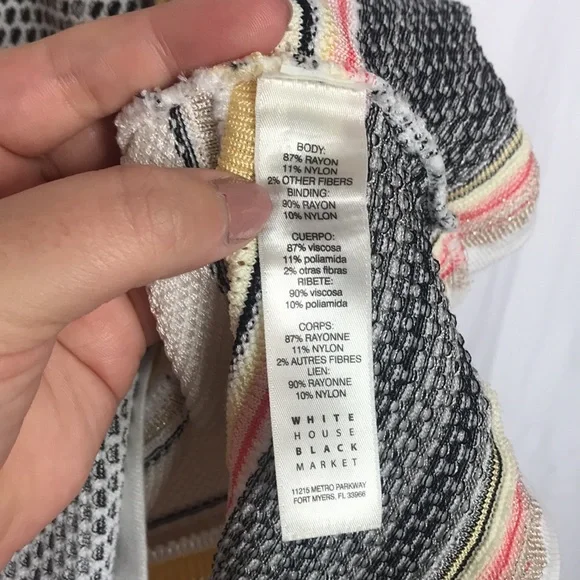 BODY:
87% RAYON
11% NYLON
2% OTHER FIBERS
BINDING:
90% RAYON
10% NYLON
CUERPO:
87% viscosa
11% poliamida
2% otras fibras
RIBETE:
90% viscosa
10% poliamida
CORPS:
87% RAYONNE
11% NYLON
2% AUTRES FIBRES
LIEN:
90% RAYONNE
10% NYLON
WHITE
HOUSE
BLACK
MARKET
11215 METRO PARKWAY
FORT MYERS, FL 33966